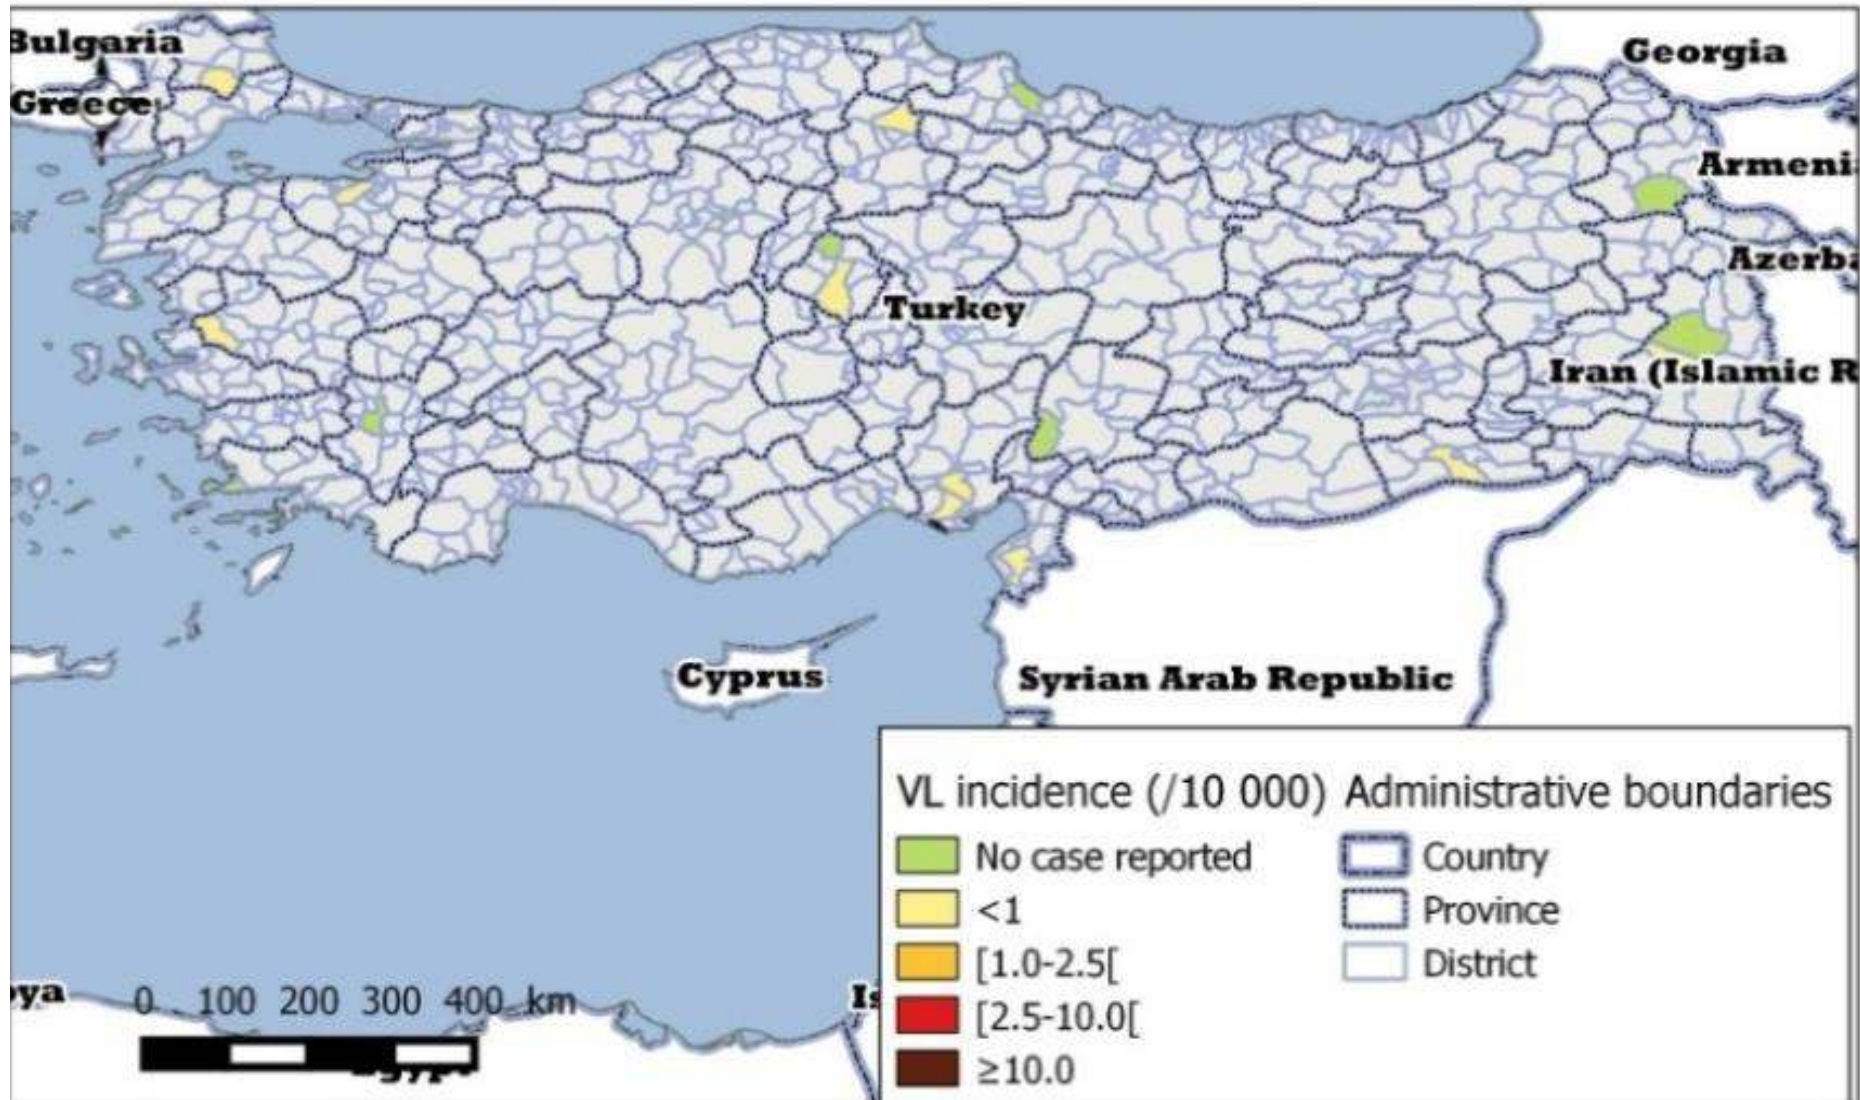 Bulgaria
Georgia
Greece
Armeni
Azerba
Turkey
Iran (Islamic R
Cyprus
Syrian Arab Republic
VL incidence (/10 000) Administrative boundaries
No case reported Country
<1 Province
[1.0-2.5[ District
[2.5-10.0[
≥10.0
ya
Is
0 100 200 300 400 km